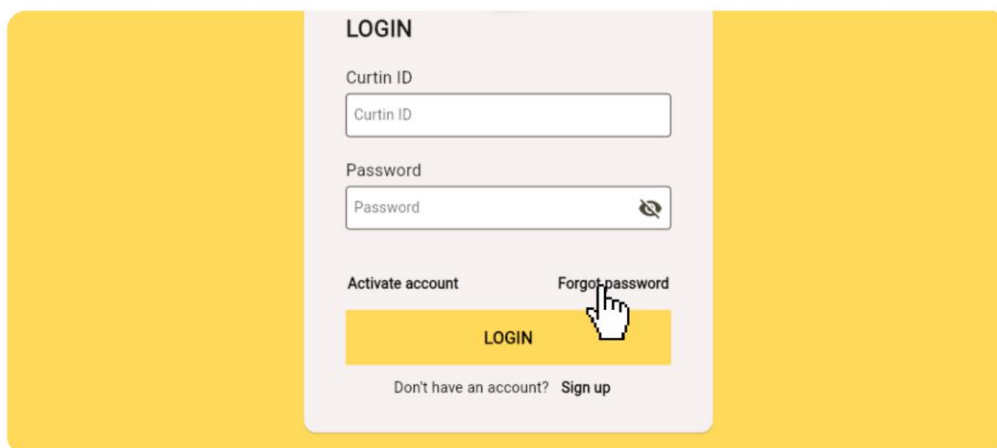 LOGIN
Curtin ID
Curtin ID
Password
Password
Activate account Forgot password
LOGIN
Don't have an account? Sign up